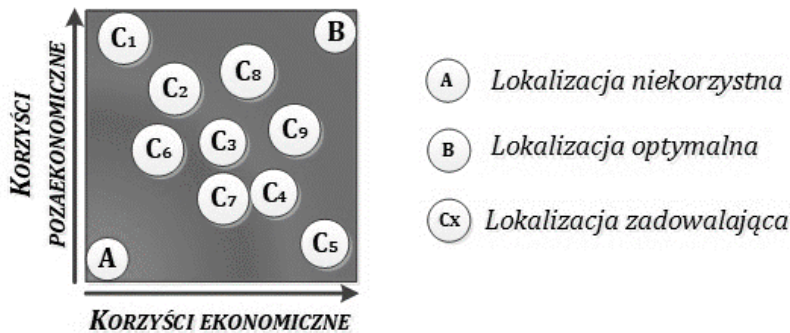 KORZYŚCI
POZAEKONOMICZNE
C1
B
C8
C2
C9
C3
C6
C7
C4
C5
A
KORZYŚCI EKONOMICZNE
A Lokalizacja niekorzystna
B Lokalizacja optymalna
Cx Lokalizacja zadowalająca